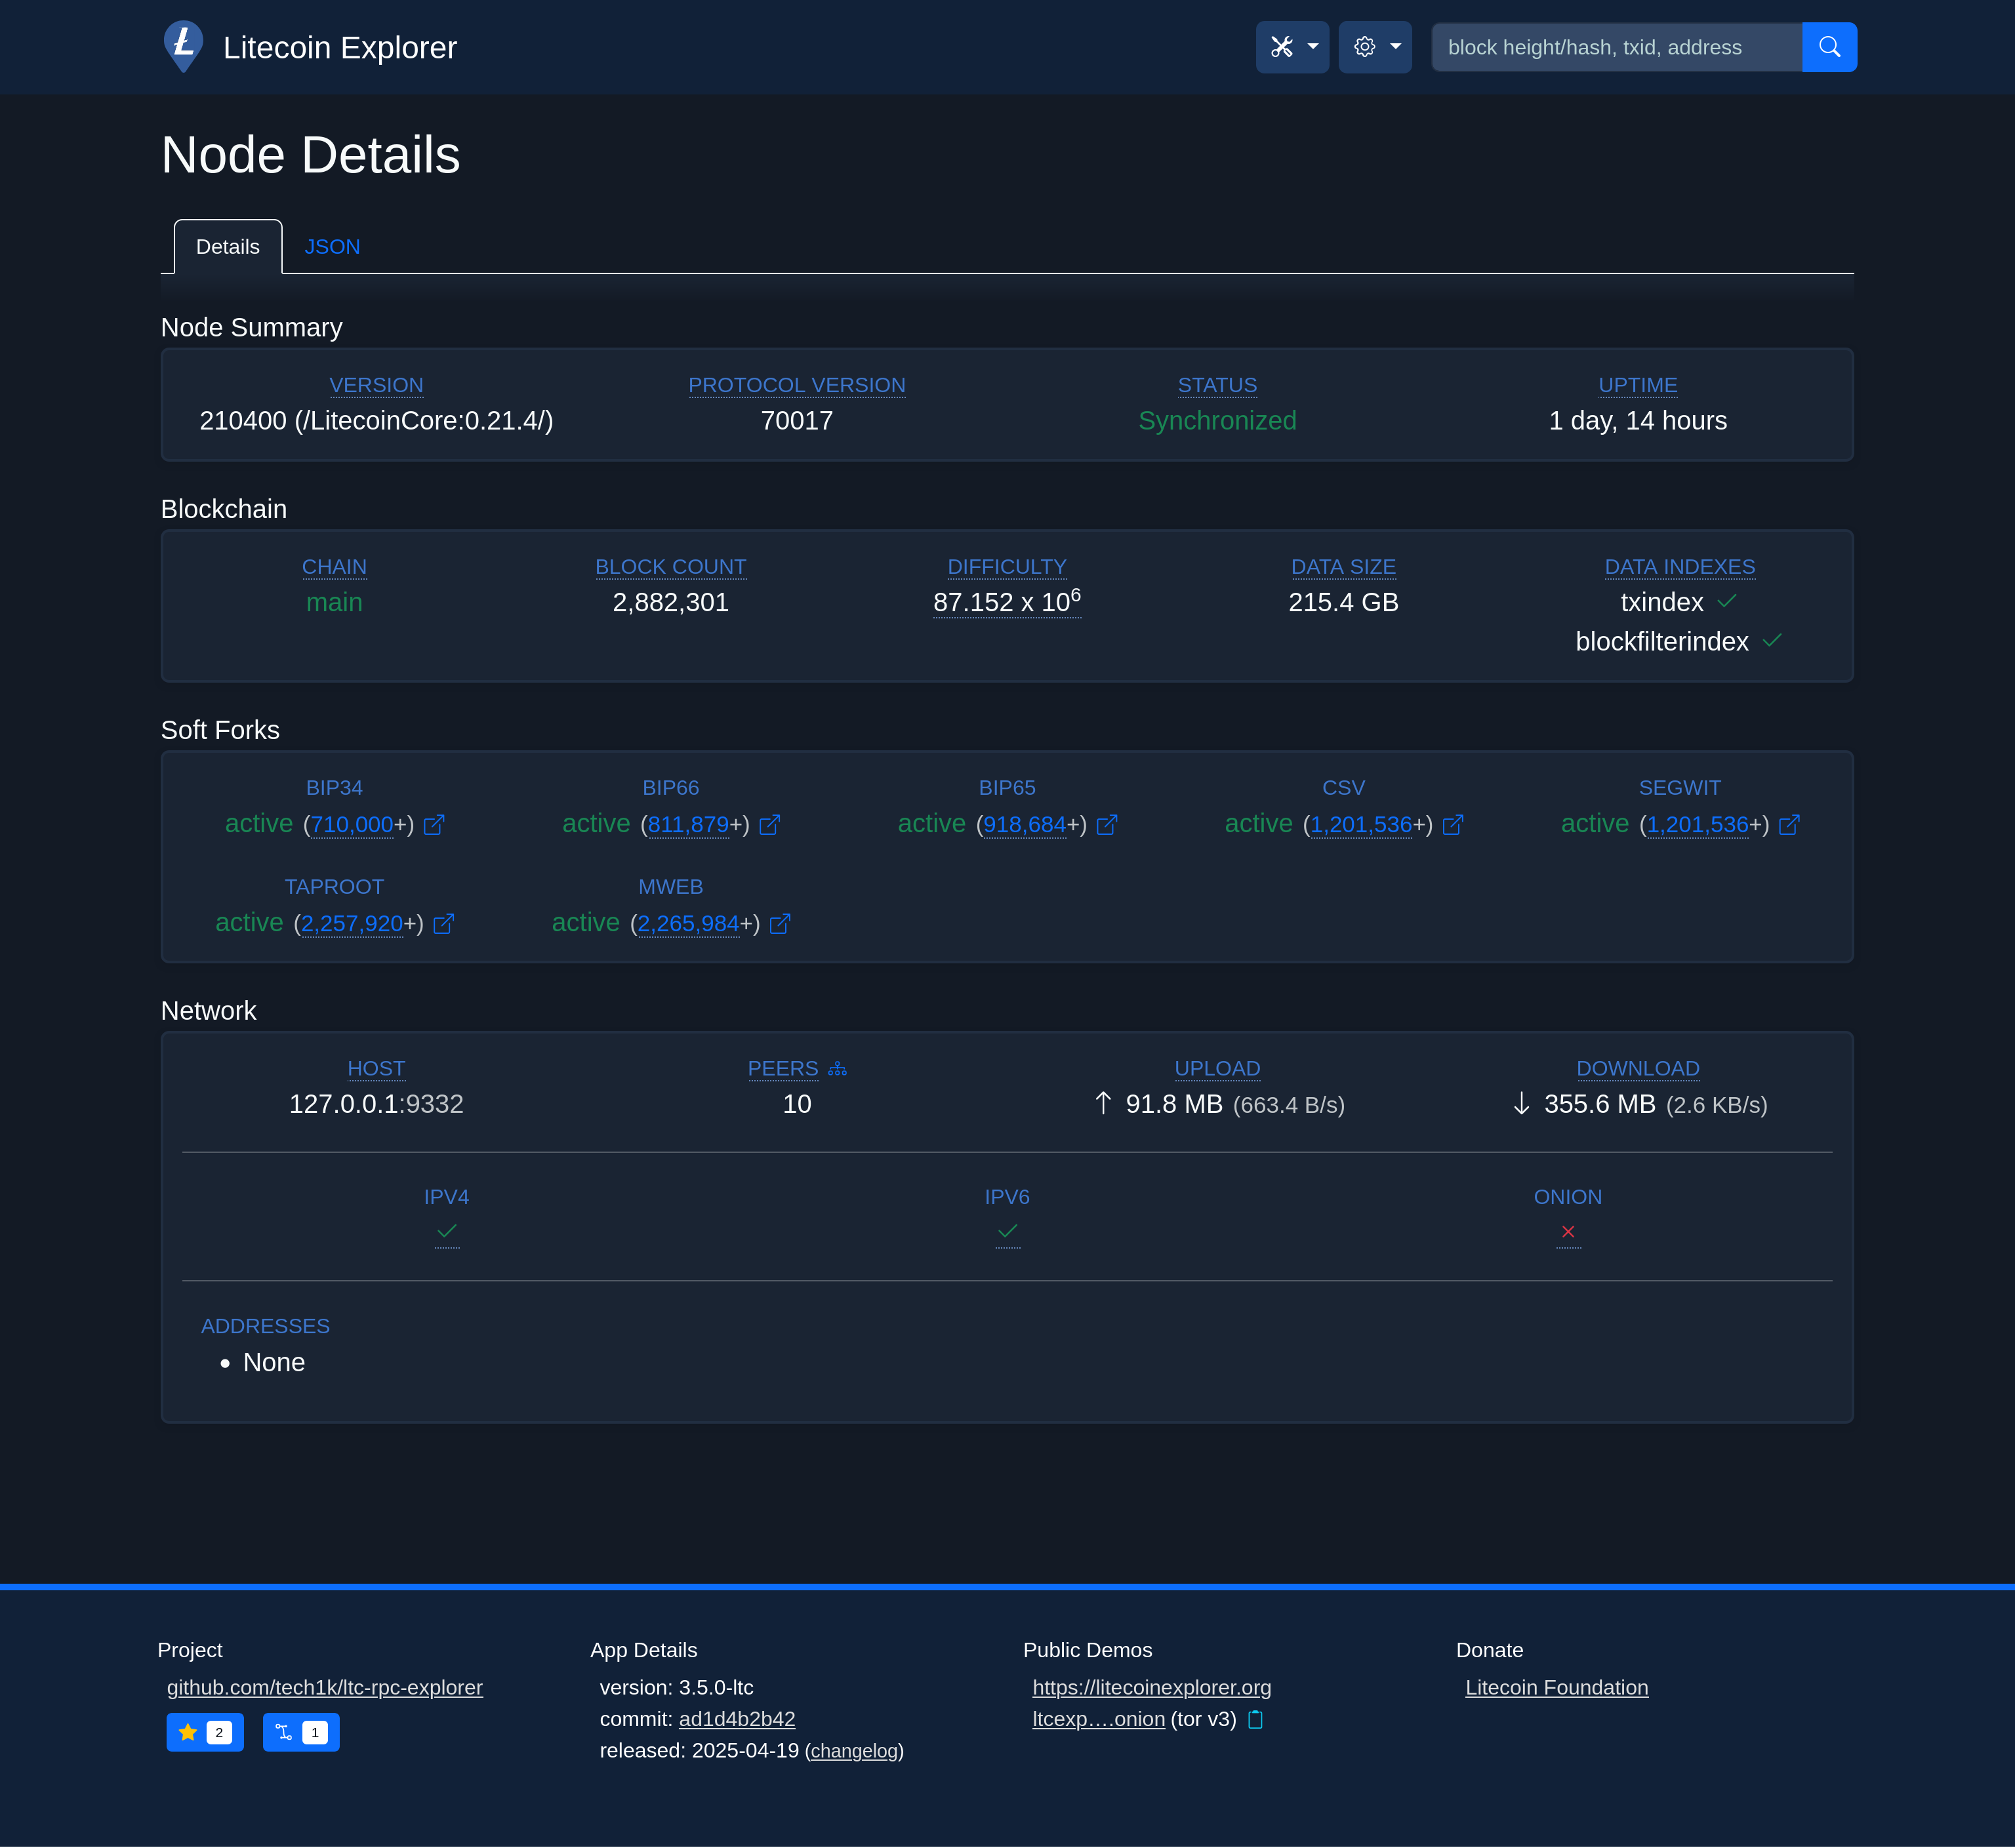 Litecoin Explorer
block height/hash, txid, address
Node Details
Details JSON
Node Summary
VERSION PROTOCOL VERSION STATUS UPTIME
210400 (/LitecoinCore:0.21.4/) 70017 Synchronized 1 day, 14 hours
Blockchain
CHAIN BLOCK COUNT DIFFICULTY DATA SIZE DATA INDEXES
main 2,882,301 87.152 x 10⁶ 215.4 GB txindex
blockfilterindex
Soft Forks
BIP34 BIP66 BIP65 CSV SEGWIT
active (710,000+) active (811,879+) active (918,684+) active (1,201,536+) active (1,201,536+)
TAPROOT MWEB
active (2,257,920+) active (2,265,984+)
Network
HOST PEERS UPLOAD DOWNLOAD
127.0.0.1:9332 10 ↑ 91.8 MB (663.4 B/s) ↓ 355.6 MB (2.6 KB/s)
IPV4 IPV6 ONION
ADDRESSES
• None
Project App Details Public Demos Donate
github.com/tech1k/ltc-rpc-explorer version: 3.5.0-ltc https://litecoinexplorer.org Litecoin Foundation
2 1 commit: ad1d4b2b42 ltcexp….onion (tor v3)
released: 2025-04-19 (changelog)